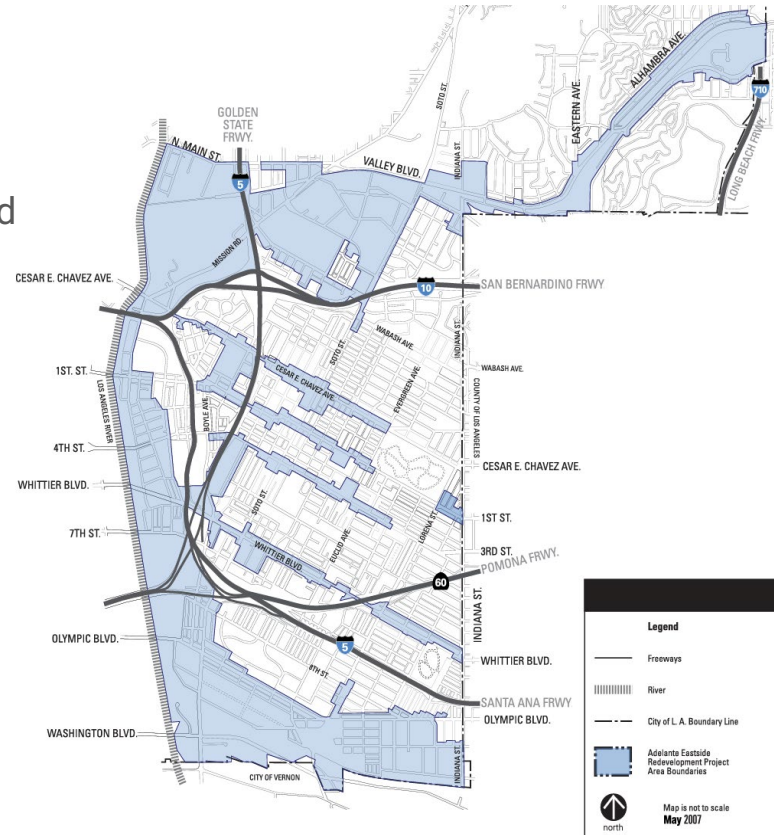 d
GOLDEN
STATE
FRWY.
5
N. MAIN ST.
VALLEY BLVD.
SOTO ST.
INDIANA ST.
EASTERN AVE.
ALHAMBRA AVE.
710
LONG BEACH FRWY.
MISSION RD.
CESAR E. CHAVEZ AVE.
10
SAN BERNARDINO FRWY
SOTO ST.
WABASH AVE.
INDIANA ST.
WABASH AVE.
1ST. ST.
LOS ANGELES RIVER
BOYLE AVE.
CESAR E. CHAVEZ AVE.
EVERGREEN AVE.
COUNTY OF LOS ANGELES
4TH ST.
CESAR E. CHAVEZ AVE.
WHITTIER BLVD.
SOTO ST.
LORENA ST.
1ST ST.
7TH ST.
WHITTIER BLVD.
EUCLID AVE.
3RD ST.
POMONA FRWY.
60
INDIANA ST.
OLYMPIC BLVD.
5
8TH ST.
WHITTIER BLVD.
SANTA ANA FRWY
OLYMPIC BLVD.
WASHINGTON BLVD.
CITY OF VERNON
INDIANA ST.
Legend
Freeways
River
City of L. A. Boundary Line
Adelante Eastside
Redevelopment Project
Area Boundaries
north
Map is not to scale
May 2007